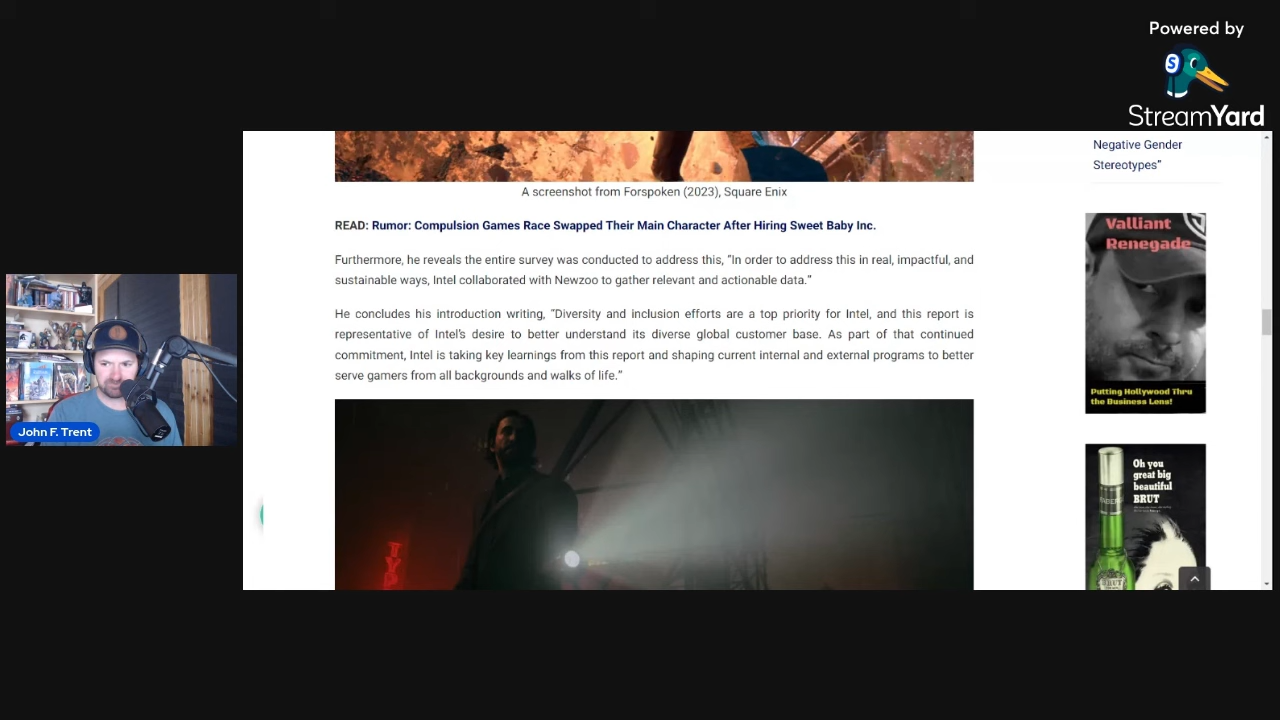 Powered by
S
StreamYard
Negative Gender
Stereotypes”
A screenshot from Forspoken (2023), Square Enix
READ: Rumor: Compulsion Games Race Swapped Their Main Character After Hiring Sweet Baby Inc.
Furthermore, he reveals the entire survey was conducted to address this, “In order to address this in real, impactful, and
sustainable ways, Intel collaborated with Newzoo to gather relevant and actionable data.”
He concludes his introduction writing, “Diversity and inclusion efforts are a top priority for Intel, and this report is
representative of Intel’s desire to better understand its diverse global customer base. As part of that continued
commitment, Intel is taking key learnings from this report and shaping current internal and external programs to better
serve gamers from all backgrounds and walks of life.”
Valliant
Renegade
Putting Hollywood Thru
the Business Lens!
John F. Trent
Oh you
great big
beautiful
BRUT
BRUT